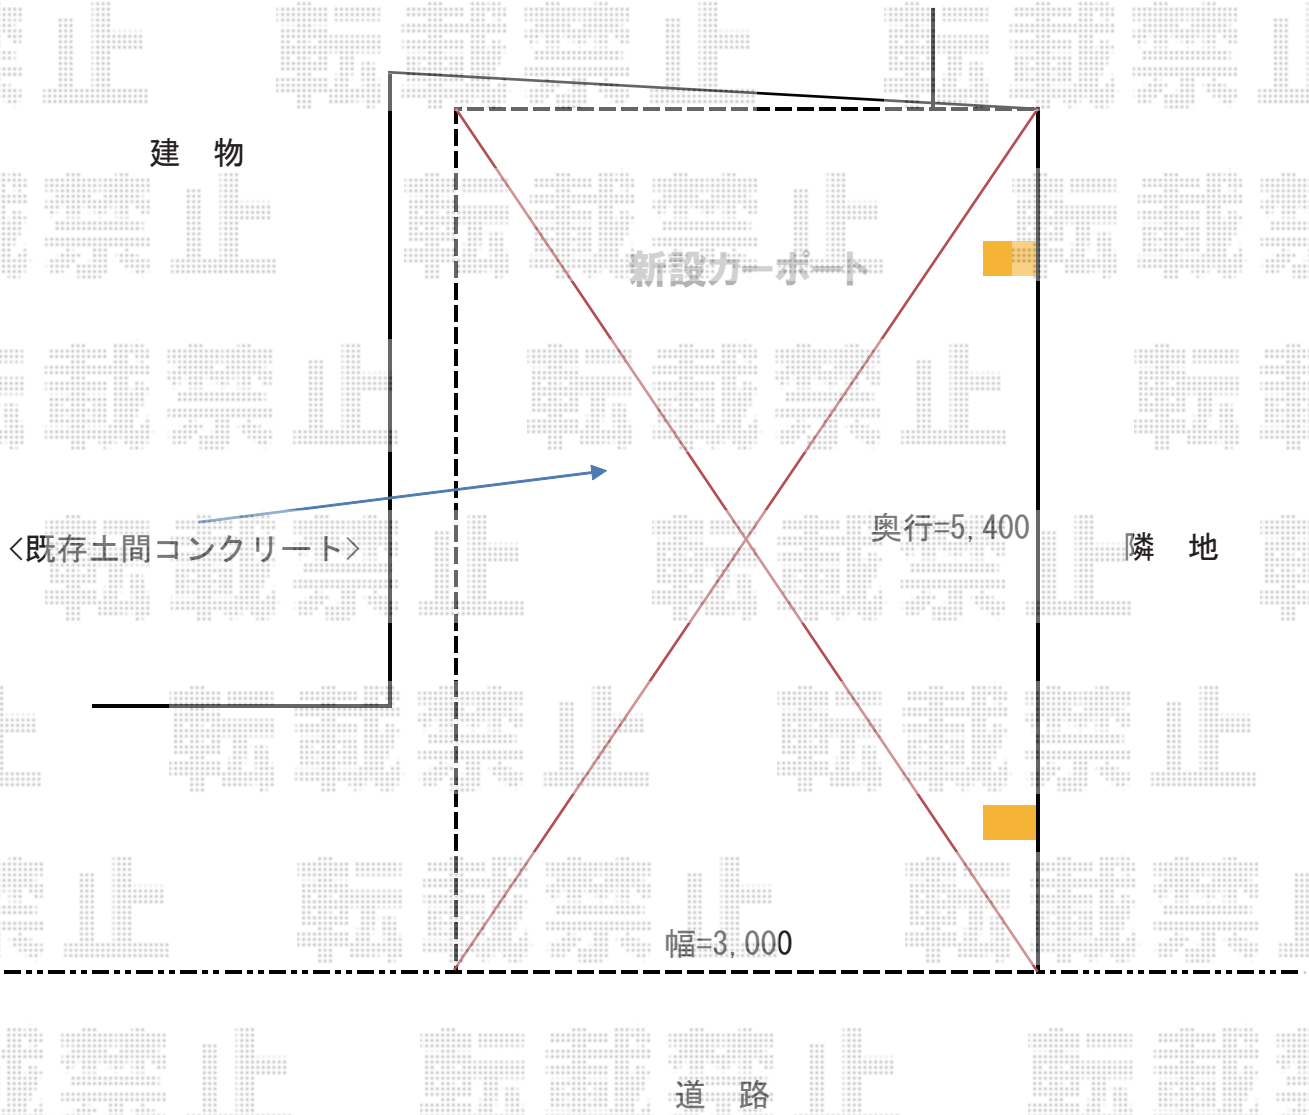 建　物
新設カーポート
奥行=5,400
<既存土間コンクリート>
隣　地
幅=3,000
道　路
転載禁止